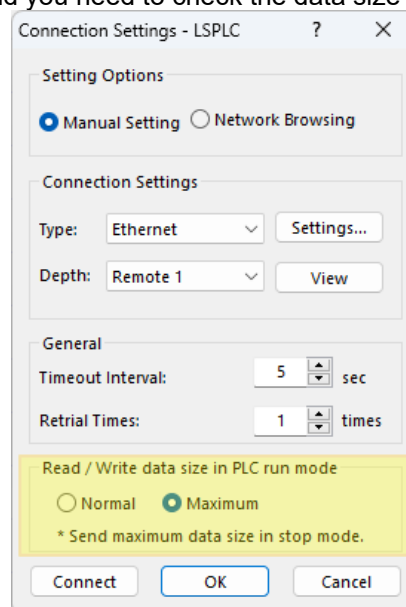 d you need to check the data size
Connection Settings - LSPLC ? ×
Setting Options
Manual Setting Network Browsing
Connection Settings
Type: Ethernet Settings...
Depth: Remote 1 View
General
Timeout Interval: 5 sec
Retrial Times: 1 times
Read / Write data size in PLC run mode
Normal Maximum
* Send maximum data size in stop mode.
Connect OK Cancel